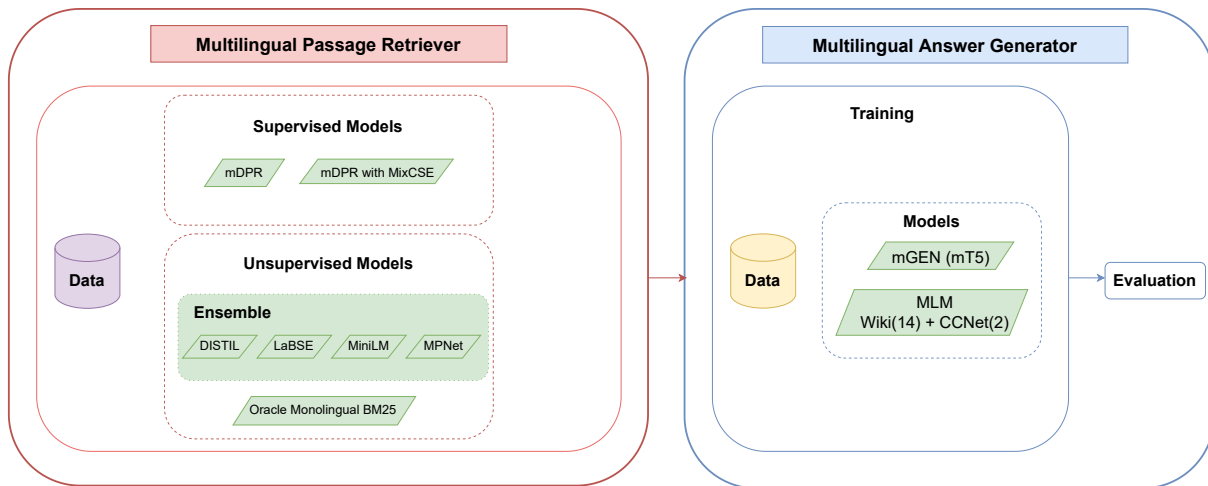 Multilingual Passage Retriever
Supervised Models
mDPR
mDPR with MixCSE
Data
Unsupervised Models
Ensemble
DISTIL
LaBSE
MiniLM
MPNet
Oracle Monolingual BM25
Multilingual Answer Generator
Training
Data
Models
mGEN (mT5)
MLM
Wiki(14) + CCNet(2)
Evaluation